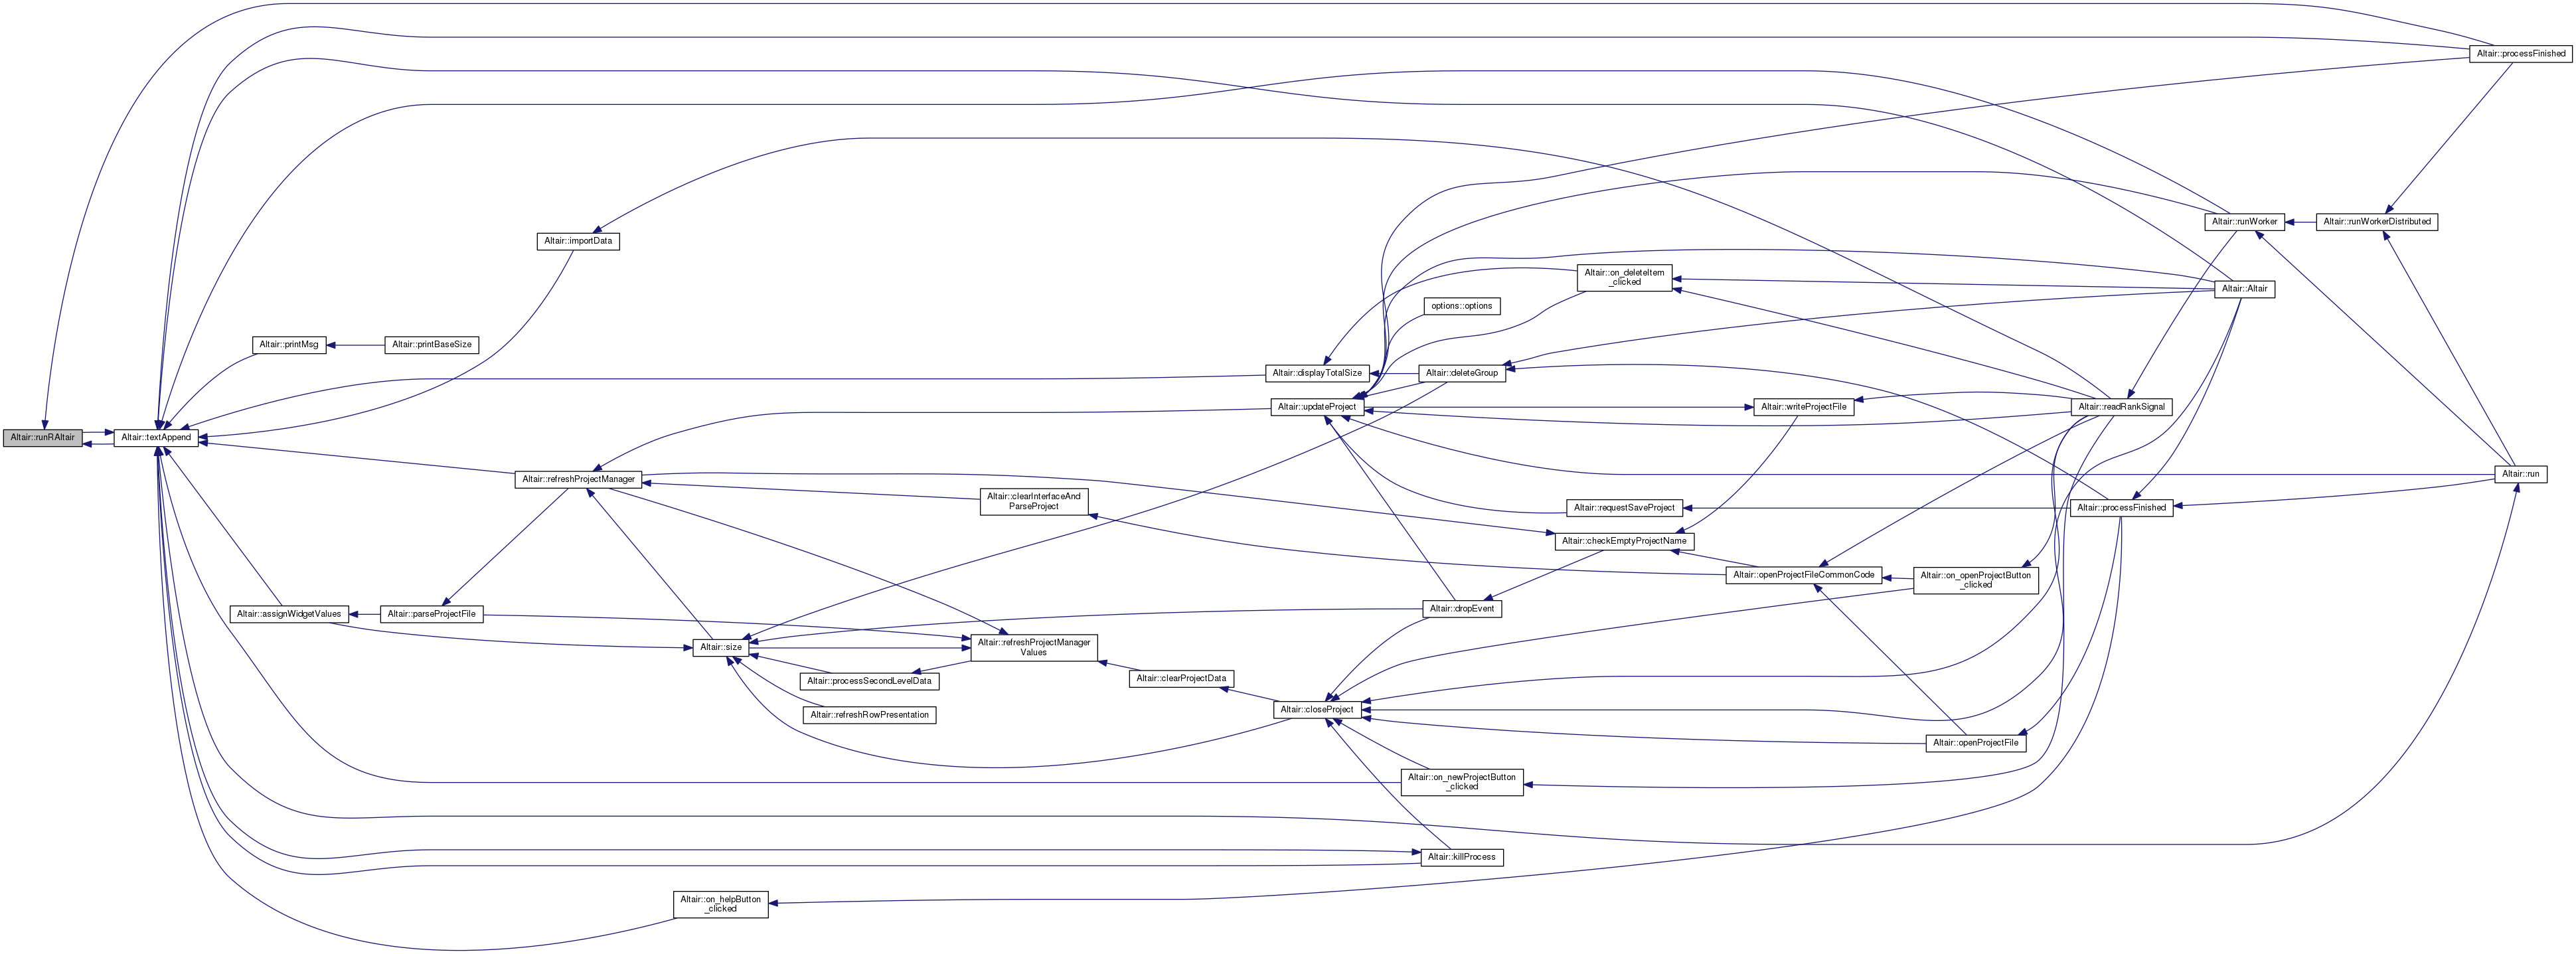 Altair::processFinished
Altair::runWorker
Altair::runWorkerDistributed
Altair::importData
Altair::on_deleteItem
_clicked
Altair::Altair
options::options
Altair::printMsg
Altair::printBaseSize
Altair::displayTotalSize
Altair::deleteGroup
Altair::updateProject
Altair::writeProjectFile
Altair::readRankSignal
Altair::runRAltair
Altair::textAppend
Altair::refreshProjectManager
Altair::run
Altair::clearInterfaceAnd
ParseProject
Altair::requestSaveProject
Altair::processFinished
Altair::checkEmptyProjectName
Altair::openProjectFileCommonCode
Altair::on_openProjectButton
_clicked
Altair::assignWidgetValues
Altair::parseProjectFile
Altair::dropEvent
Altair::size
Altair::refreshProjectManager
Values
Altair::processSecondLevelData
Altair::clearProjectData
Altair::refreshRowPresentation
Altair::closeProject
Altair::openProjectFile
Altair::on_newProjectButton
_clicked
Altair::killProcess
Altair::on_helpButton
_clicked